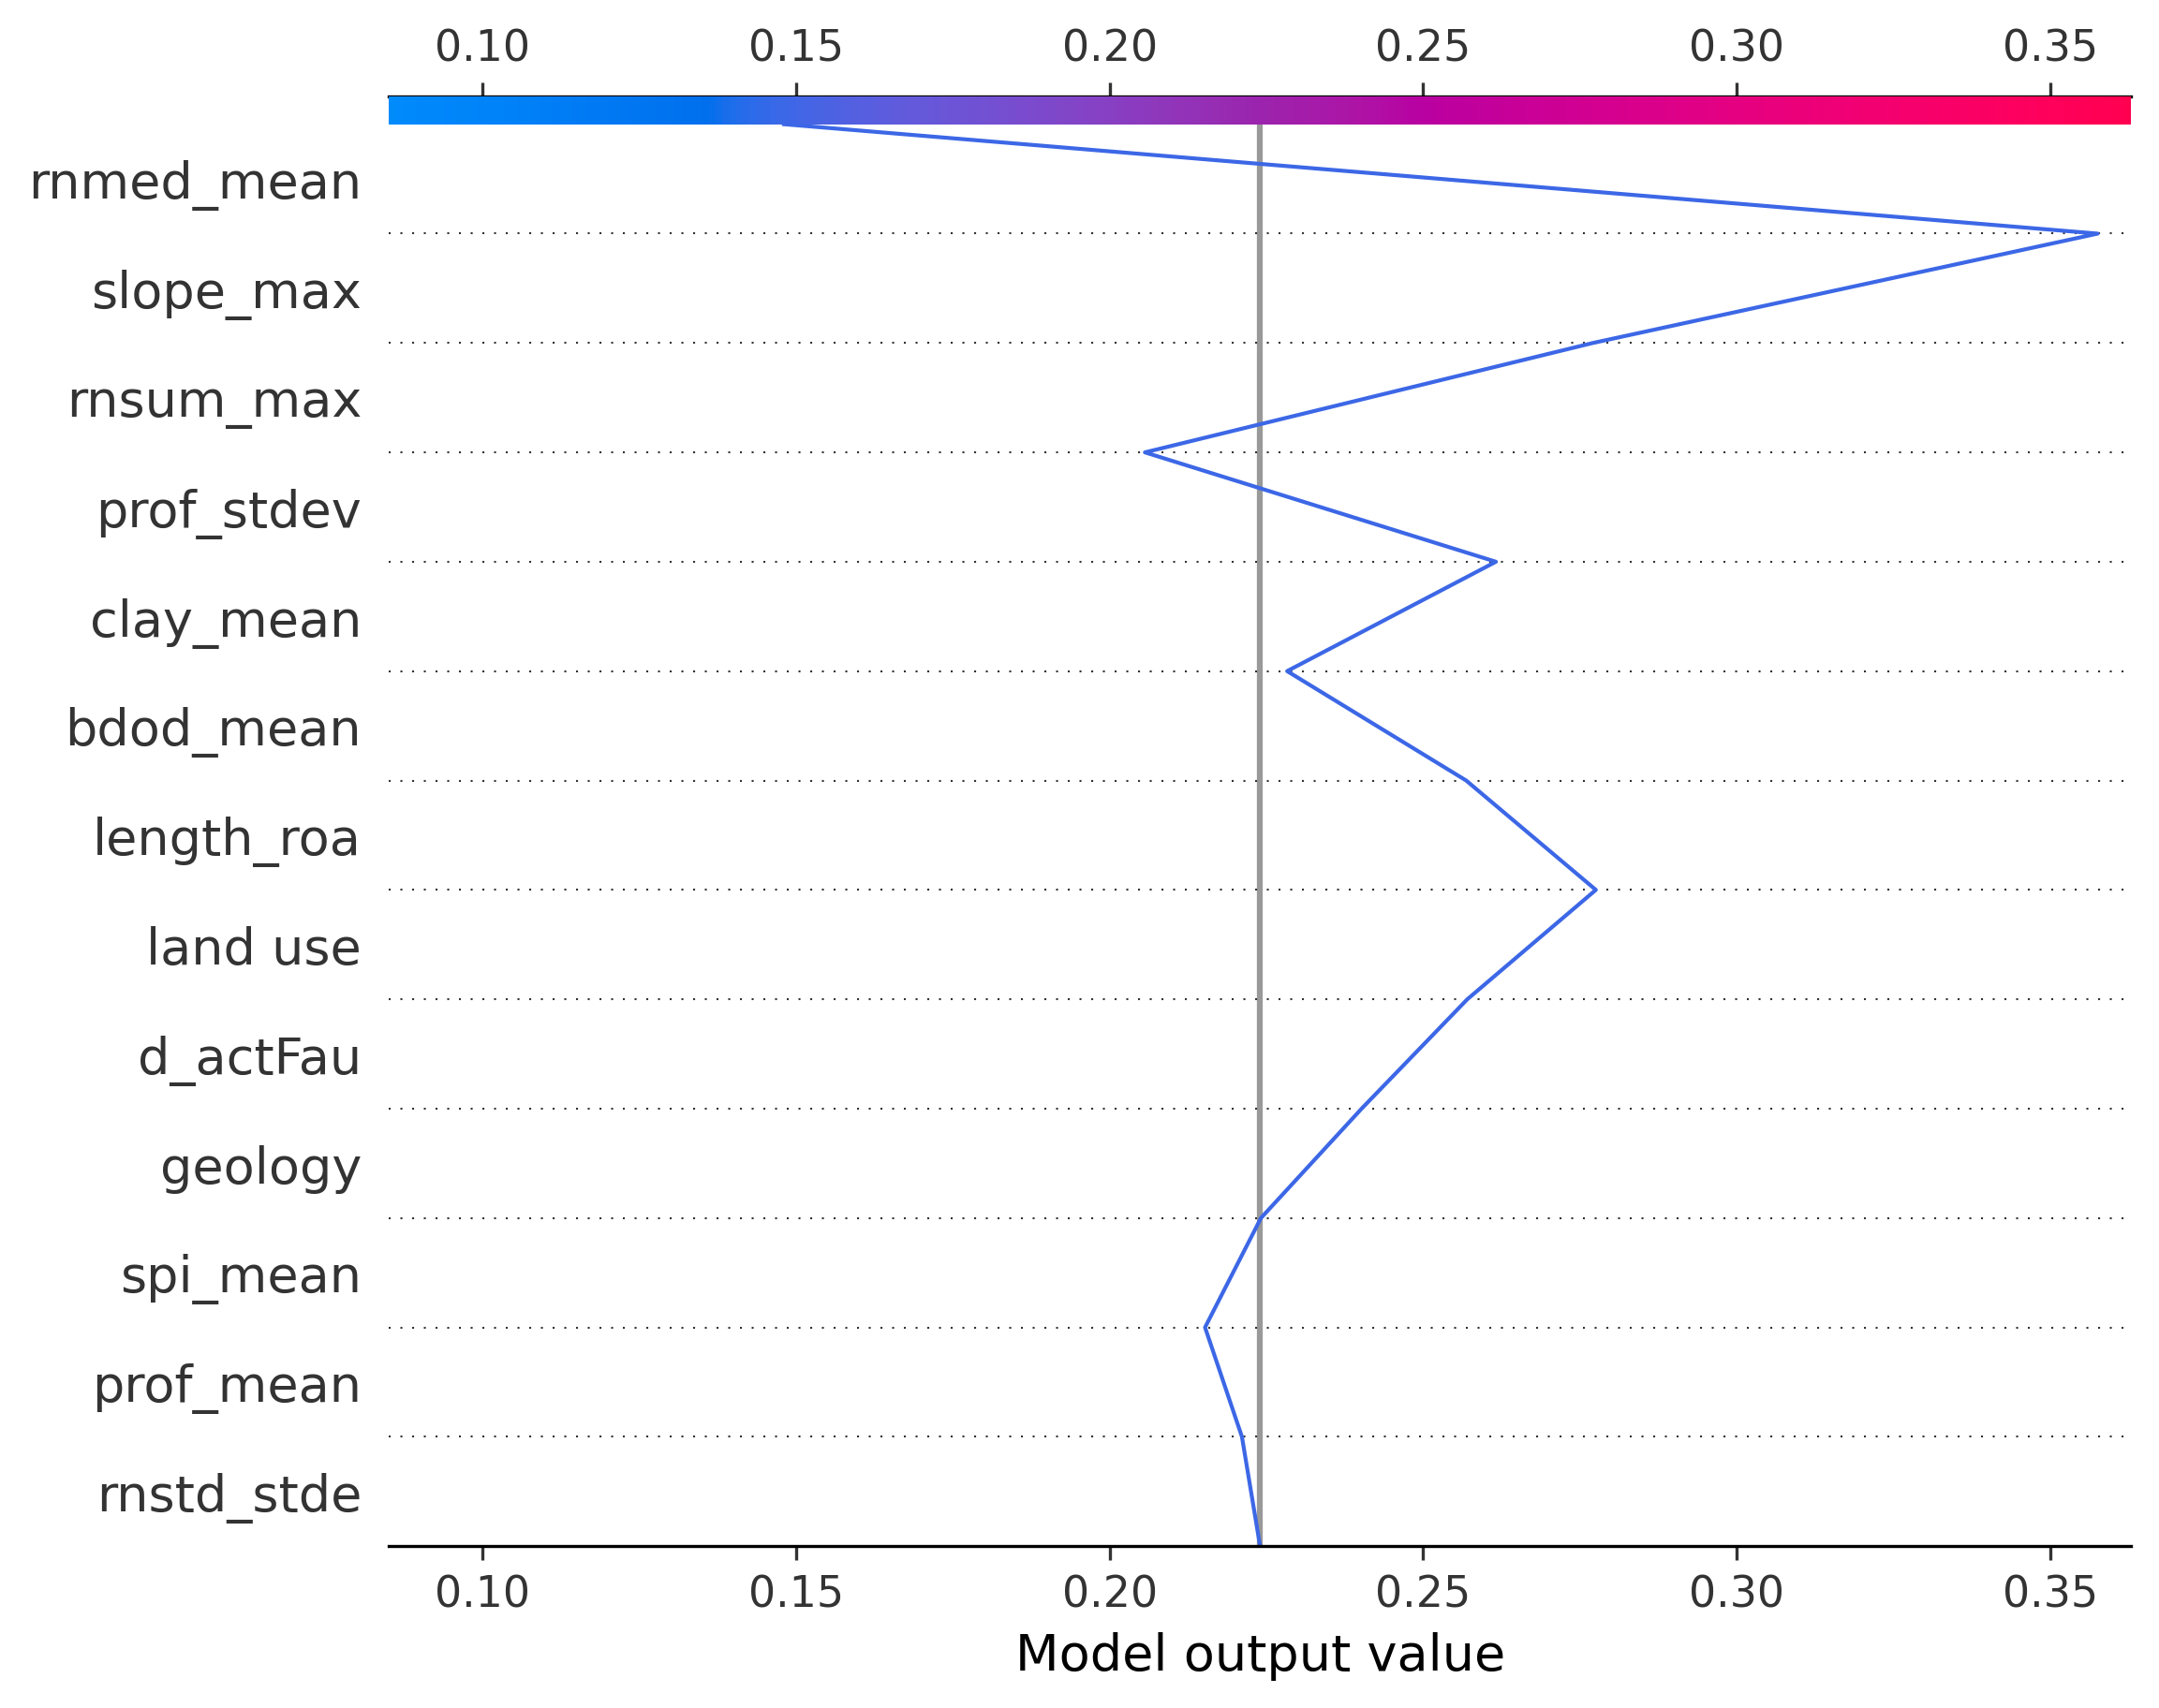 0.10 0.15 0.20 0.25 0.30 0.35
rnmed_mean
slope_max
rnsum_max
prof_stdev
clay_mean
bdod_mean
length_roa
land use
d_actFau
geology
spi_mean
prof_mean
rnstd_stde
0.10 0.15 0.20 0.25 0.30 0.35
Model output value